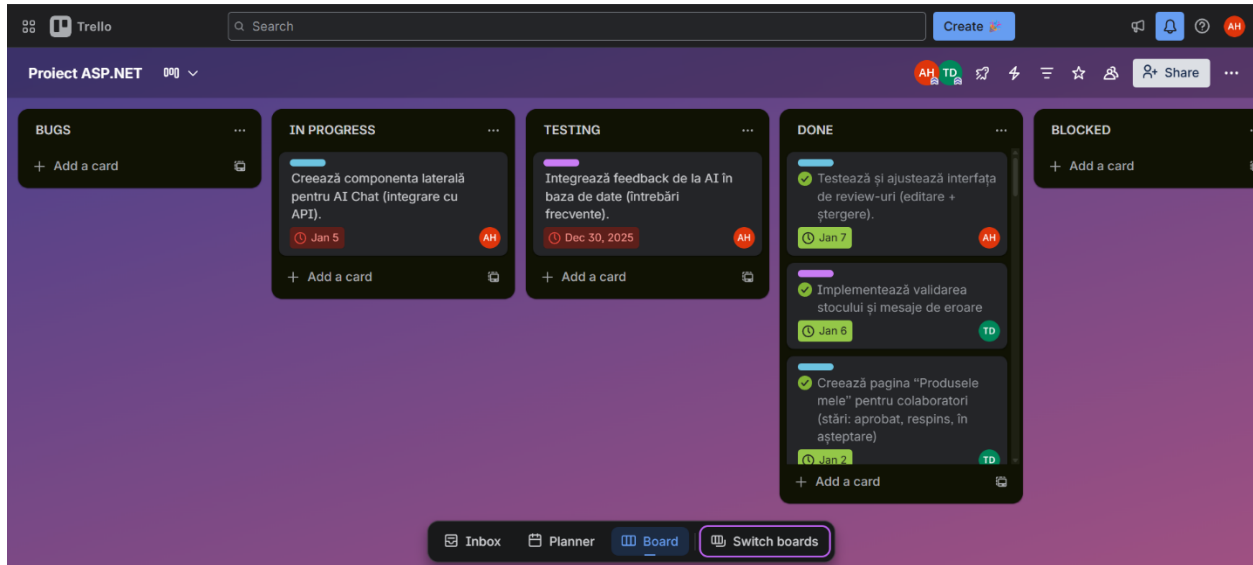 Trello
Search
Create
AH
Proiect ASP.NET
AH
TD
Share
BUGS
Add a card
IN PROGRESS
Creează componenta laterală
pentru AI Chat (integrare cu
API).
Jan 5
AH
Add a card
TESTING
Integrează feedback de la AI în
baza de date (întrebări
frecvente).
Dec 30, 2025
AH
Add a card
DONE
Testează și ajustează interfața
de review-uri (editare +
ștergere).
Jan 7
AH
Implementează validarea
stocului și mesaje de eroare
Jan 6
TD
Creează pagina "Produsele
mele" pentru colaboratori
(stări: aprobat, respins, în
așteptare)
Jan 2
TD
Add a card
BLOCKED
Add a card
Inbox
Planner
Board
Switch boards